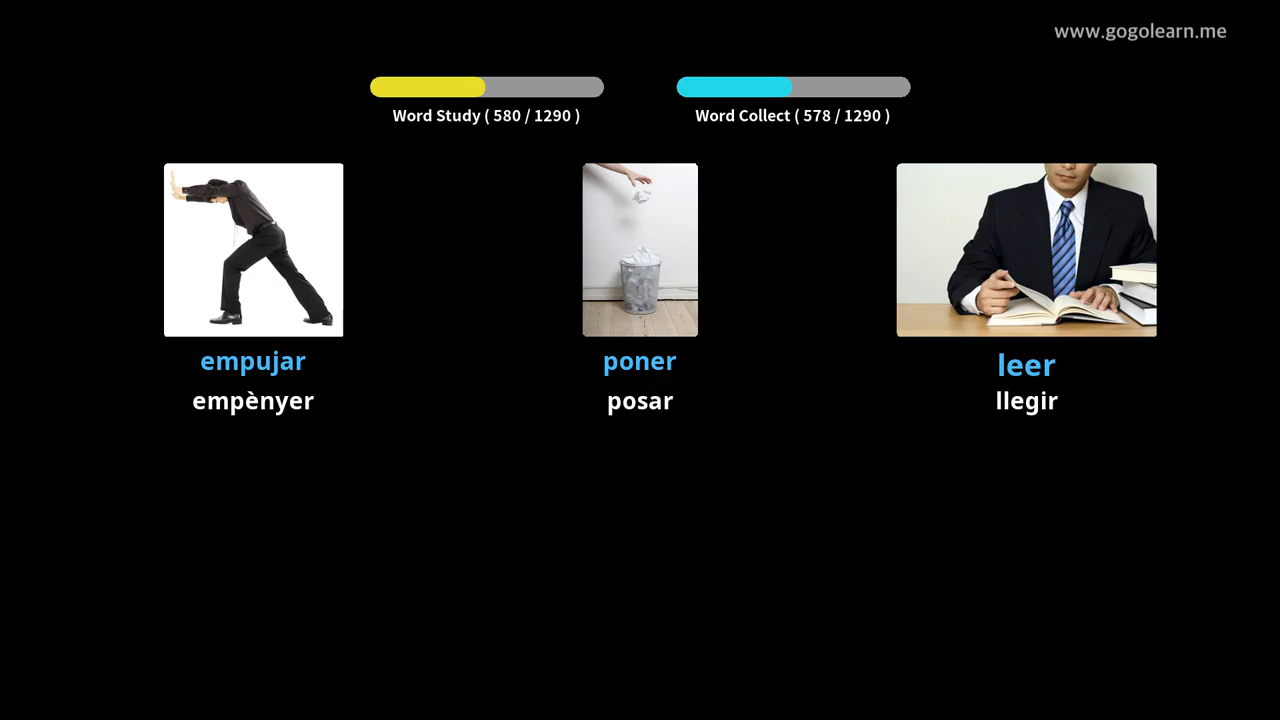 www.gogolearn.me
Word Study ( 580 / 1290 )
Word Collect ( 578 / 1290 )
empujar
empènyer
poner
posar
leer
llegir